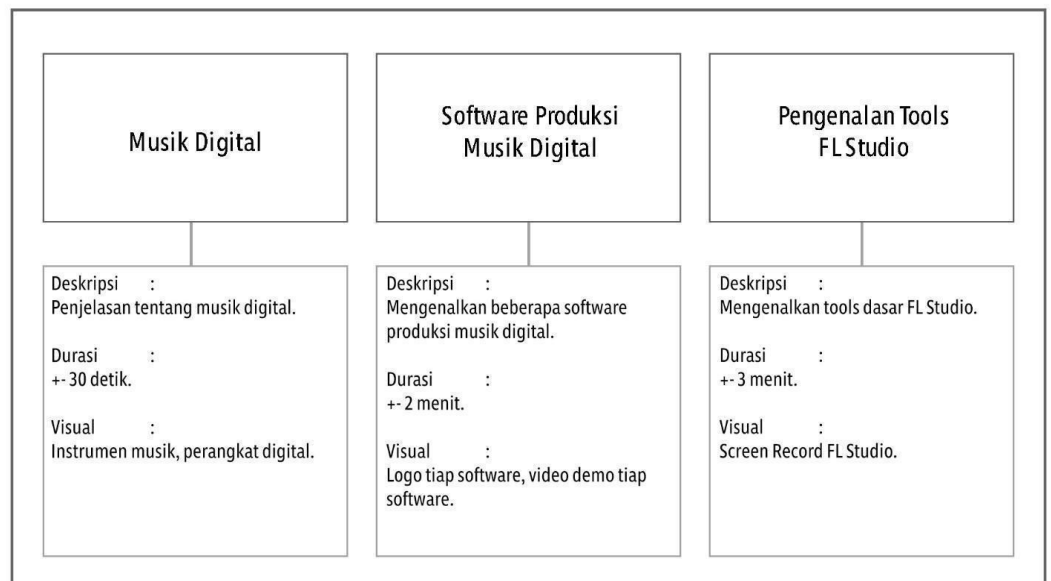 Musik Digital
Deskripsi :
Penjelasan tentang musik digital.
Durasi :
+- 30 detik.
Visual :
Instrumen musik, perangkat digital.
Software Produksi
Musik Digital
Deskripsi :
Mengenalkan beberapa software
produksi musik digital.
Durasi :
+- 2 menit.
Visual :
Logo tiap software, video demo tiap
software.
Pengenalan Tools
FL Studio
Deskripsi :
Mengenalkan tools dasar FL Studio.
Durasi :
+- 3 menit.
Visual :
Screen Record FL Studio.